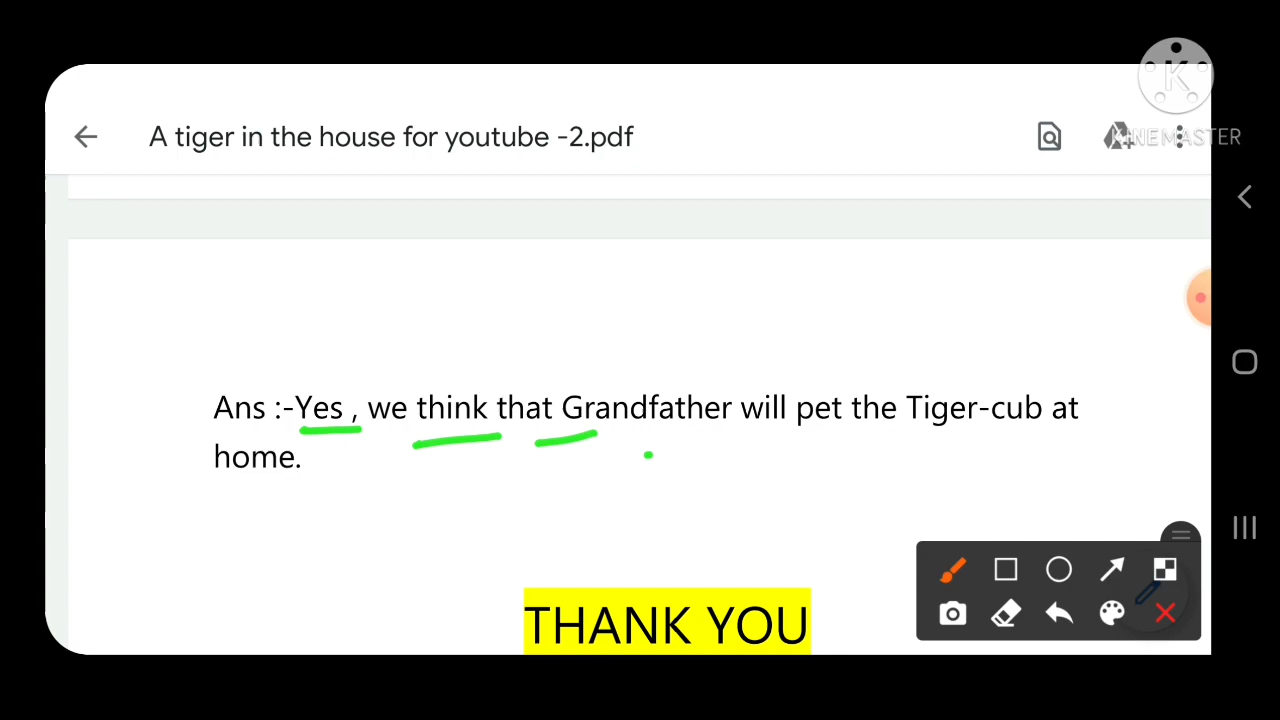 K
KINEMASTER
A tiger in the house for youtube -2.pdf
Ans :-Yes , we think that Grandfather will pet the Tiger-cub at
home.
THANK YOU